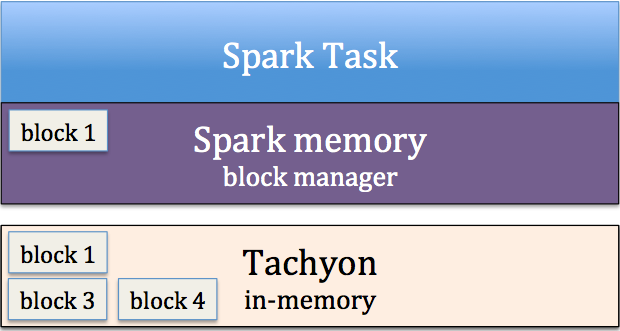 Spark Task
block 1
Spark memory
block manager
block 1
Tachyon
block 3
block 4
in-memory